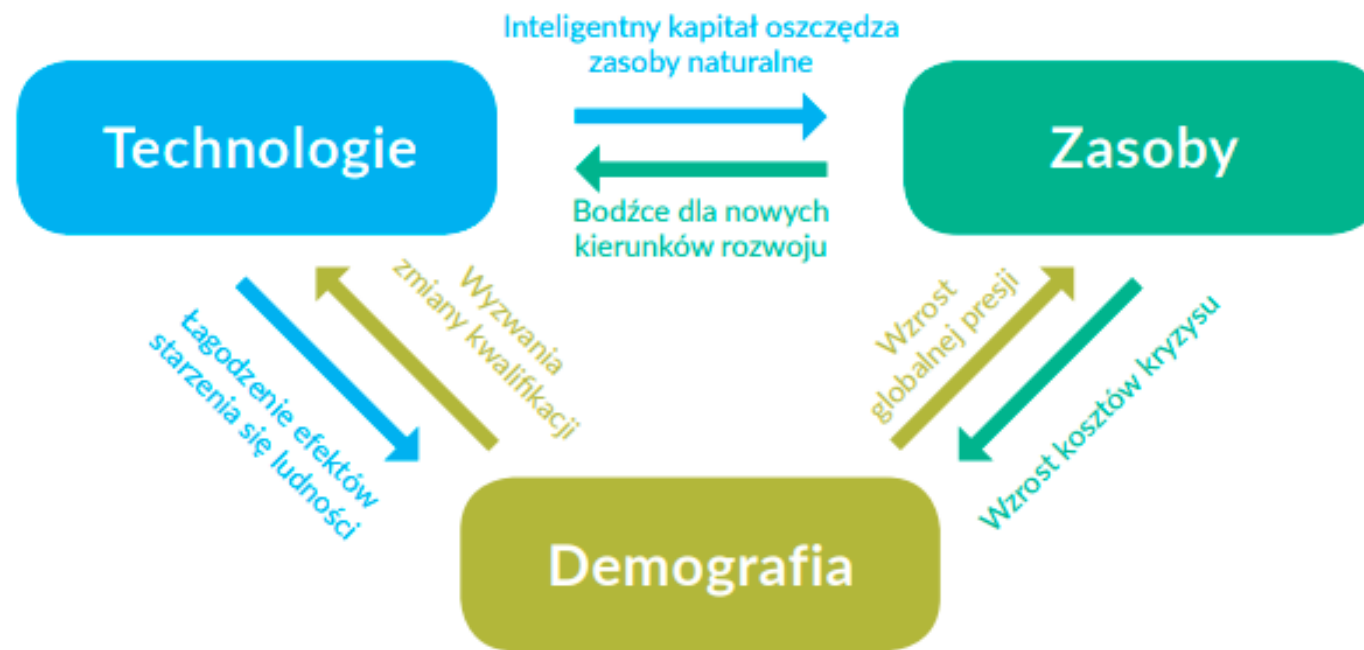 Inteligentny kapitał oszczędza
zasoby naturalne
Technologie
Zasoby
Bodźce dla nowych
kierunków rozwoju
Łagodzenie efektów
starzenia się ludności
Wyzwania
zmiany kwalifikacji
Wzrost
globalnej presji
Wzrost kosztów kryzysu
Demografia